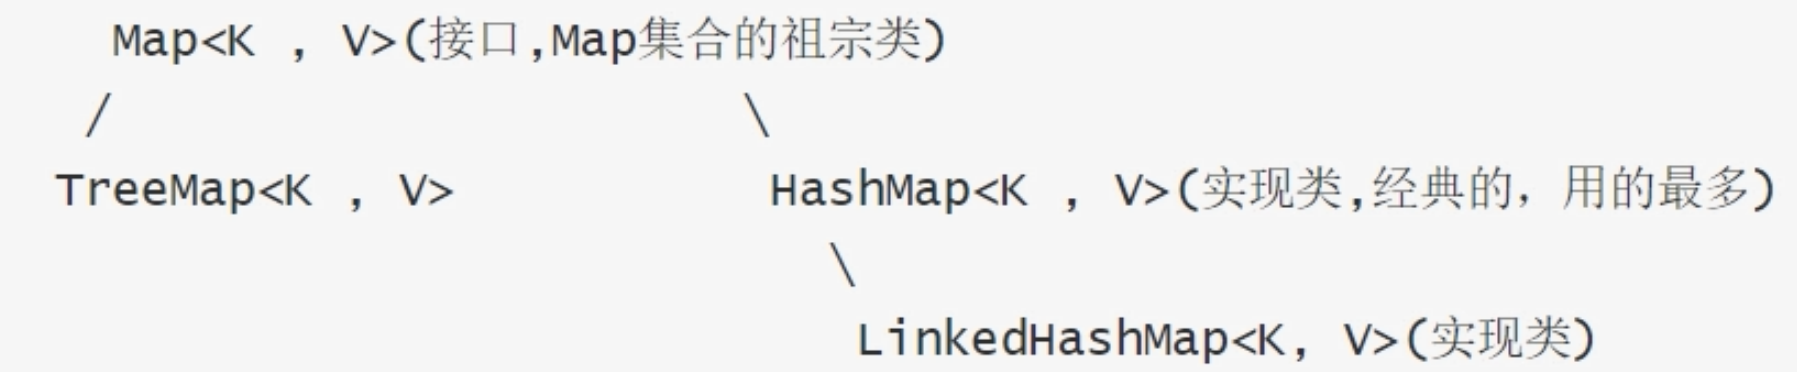 Map<K , V>(接口,Map集合的祖宗类)
/ \
TreeMap<K , V> HashMap<K , V>(实现类,经典的，用的最多)
\
LinkedHashMap<K, V>(实现类)